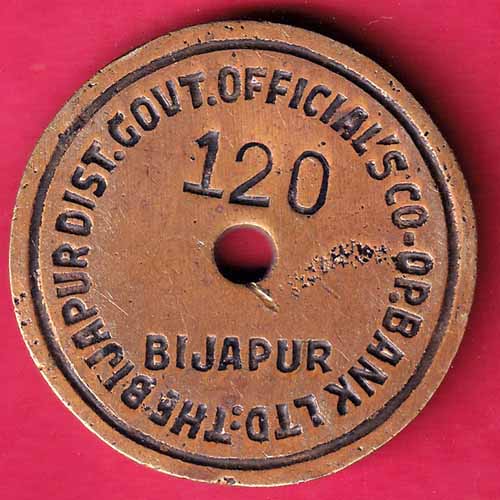 THE BIJAPUR DIST. GOVT. OFFICIAL'S CO-OP. BANK LTD:
120
BIJAPUR